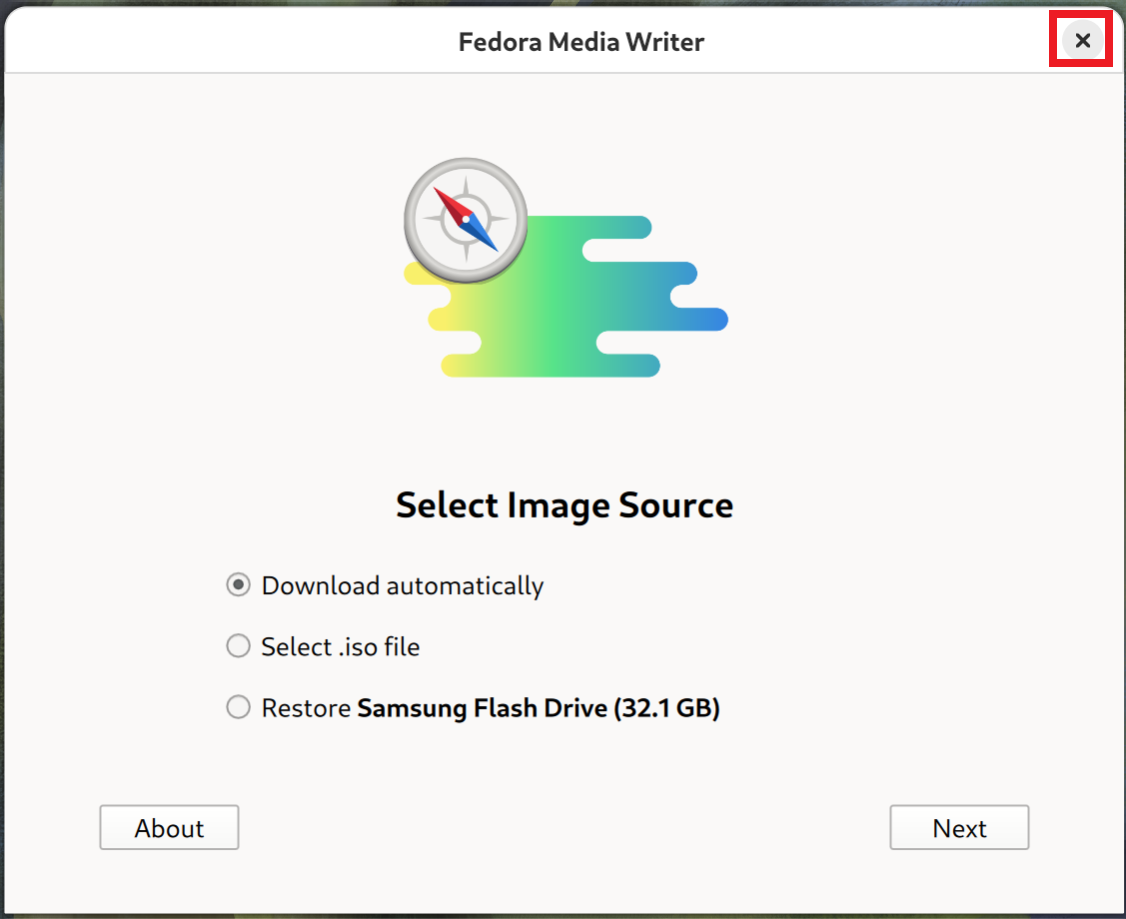 Fedora Media Writer
Select Image Source
Download automatically
Select .iso file
Restore Samsung Flash Drive (32.1 GB)
About
Next